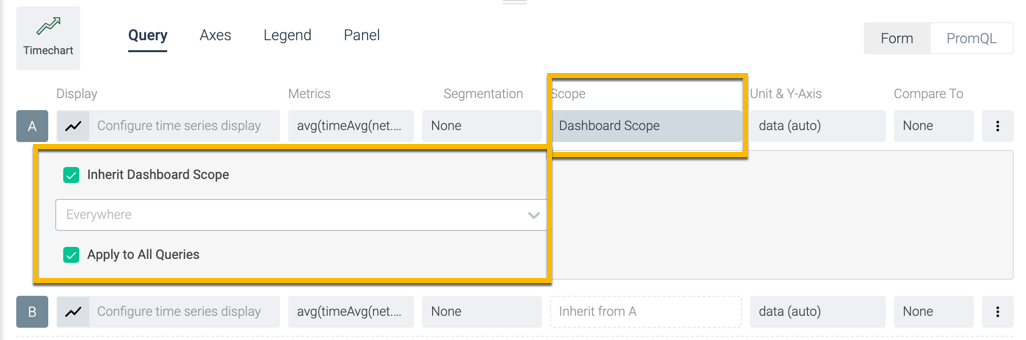 Timechart
Query Axes Legend Panel
Form PromQL
Display Metrics Segmentation Scope Unit & Y-Axis Compare To
A Configure time series display avg(timeAvg(net.... None Dashboard Scope data (auto) None
Inherit Dashboard Scope
Everywhere
Apply to All Queries
B Configure time series display avg(timeAvg(net.... None Inherit from A data (auto) None